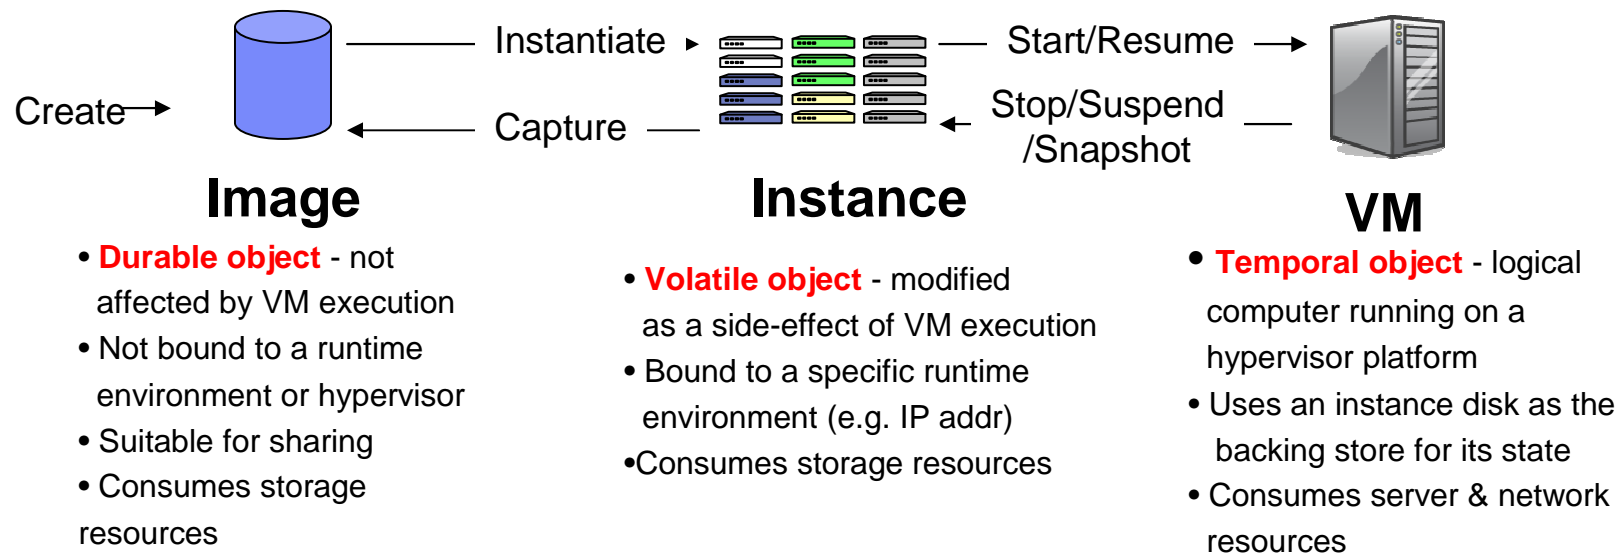 Create
Instantiate
Capture
Start/Resume
Stop/Suspend
/Snapshot
Image
• Durable object - not
affected by VM execution
• Not bound to a runtime
environment or hypervisor
• Suitable for sharing
• Consumes storage
resources
Instance
• Volatile object - modified
as a side-effect of VM execution
• Bound to a specific runtime
environment (e.g. IP addr)
•Consumes storage resources
VM
• Temporal object - logical
computer running on a
hypervisor platform
• Uses an instance disk as the
backing store for its state
• Consumes server & network
resources